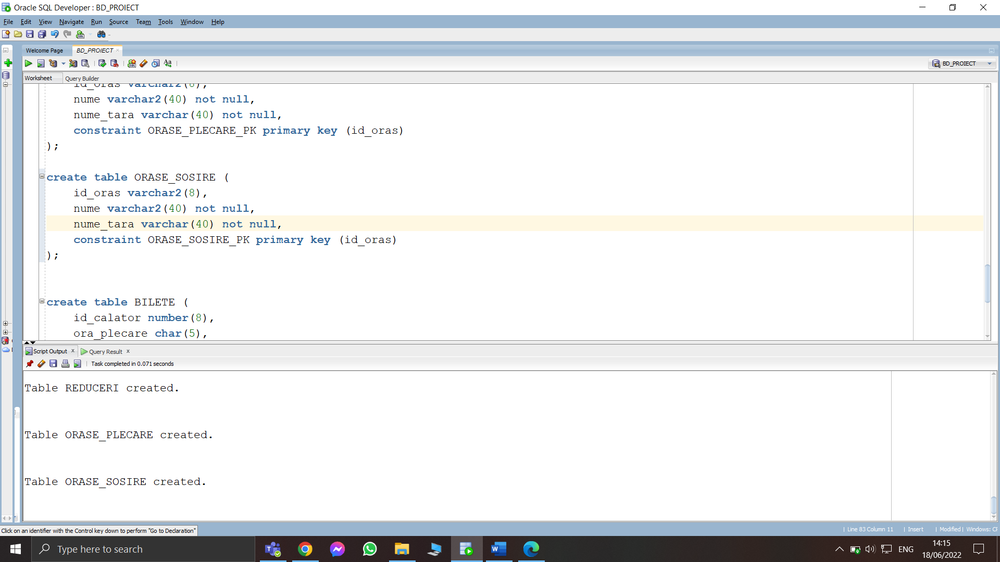 Oracle SQL Developer : BD_PROIECT
File Edit View Navigate Run Source Team Tools Window Help
Welcome Page BD_PROIECT
BD_PROIECT
Worksheet Query Builder
id_oras varchar2(8),
nume varchar2(40) not null,
nume_tara varchar(40) not null,
constraint ORASE_PLECARE_PK primary key (id_oras)
);
create table ORASE_SOSIRE (
id_oras varchar2(8),
nume varchar2(40) not null,
nume_tara varchar(40) not null,
constraint ORASE_SOSIRE_PK primary key (id_oras)
);
create table BILETE (
id_calator number(8),
ora_plecare char(5),
Script Output x Query Result x
Task completed in 0.071 seconds
Table REDUCERI created.
Table ORASE_PLECARE created.
Table ORASE_SOSIRE created.
Click on an identifier with the Control key down to perform "Go to Declaration"
| Line 83 Column 11 | Insert | Modified | Windows: CF
Type here to search
ENG
14:15
18/06/2022